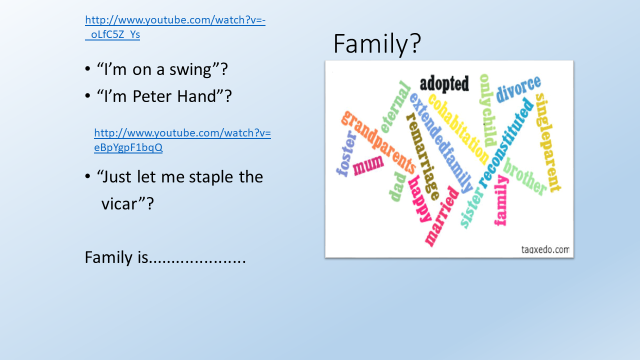 http://www.youtube.com/watch?v=-
_oLfC5Z_Ys
• “I’m on a swing”?
• “I’m Peter Hand”?
http://www.youtube.com/watch?v=
eBpYgpF1bqQ
• “Just let me staple the
vicar”?
Family is......................
Family?
adopted
onlychild
divorce
singleparent
eternal
cohabitation
extendedfamily
reconstituted
grandparents
remarriage
foster
mum
dad
happy
married
sister
family
brother
tagxedo.com